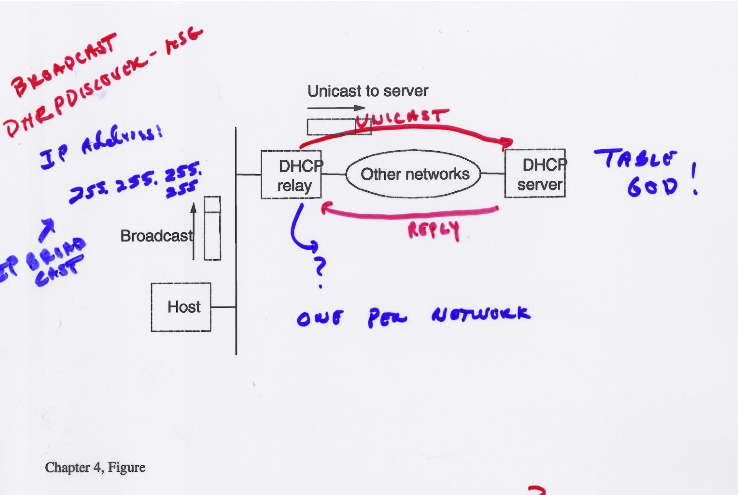 BROADCAST
DHCPDISCOVER - MSG
IP Address:
255.255.255.
255
IP BROAD
CAST
Unicast to server
UNICAST
DHCP
relay
Other networks
DHCP
server
TABLE
GOD!
Broadcast
REPLY
?
Host
ONE PER NETWORK
Chapter 4, Figure